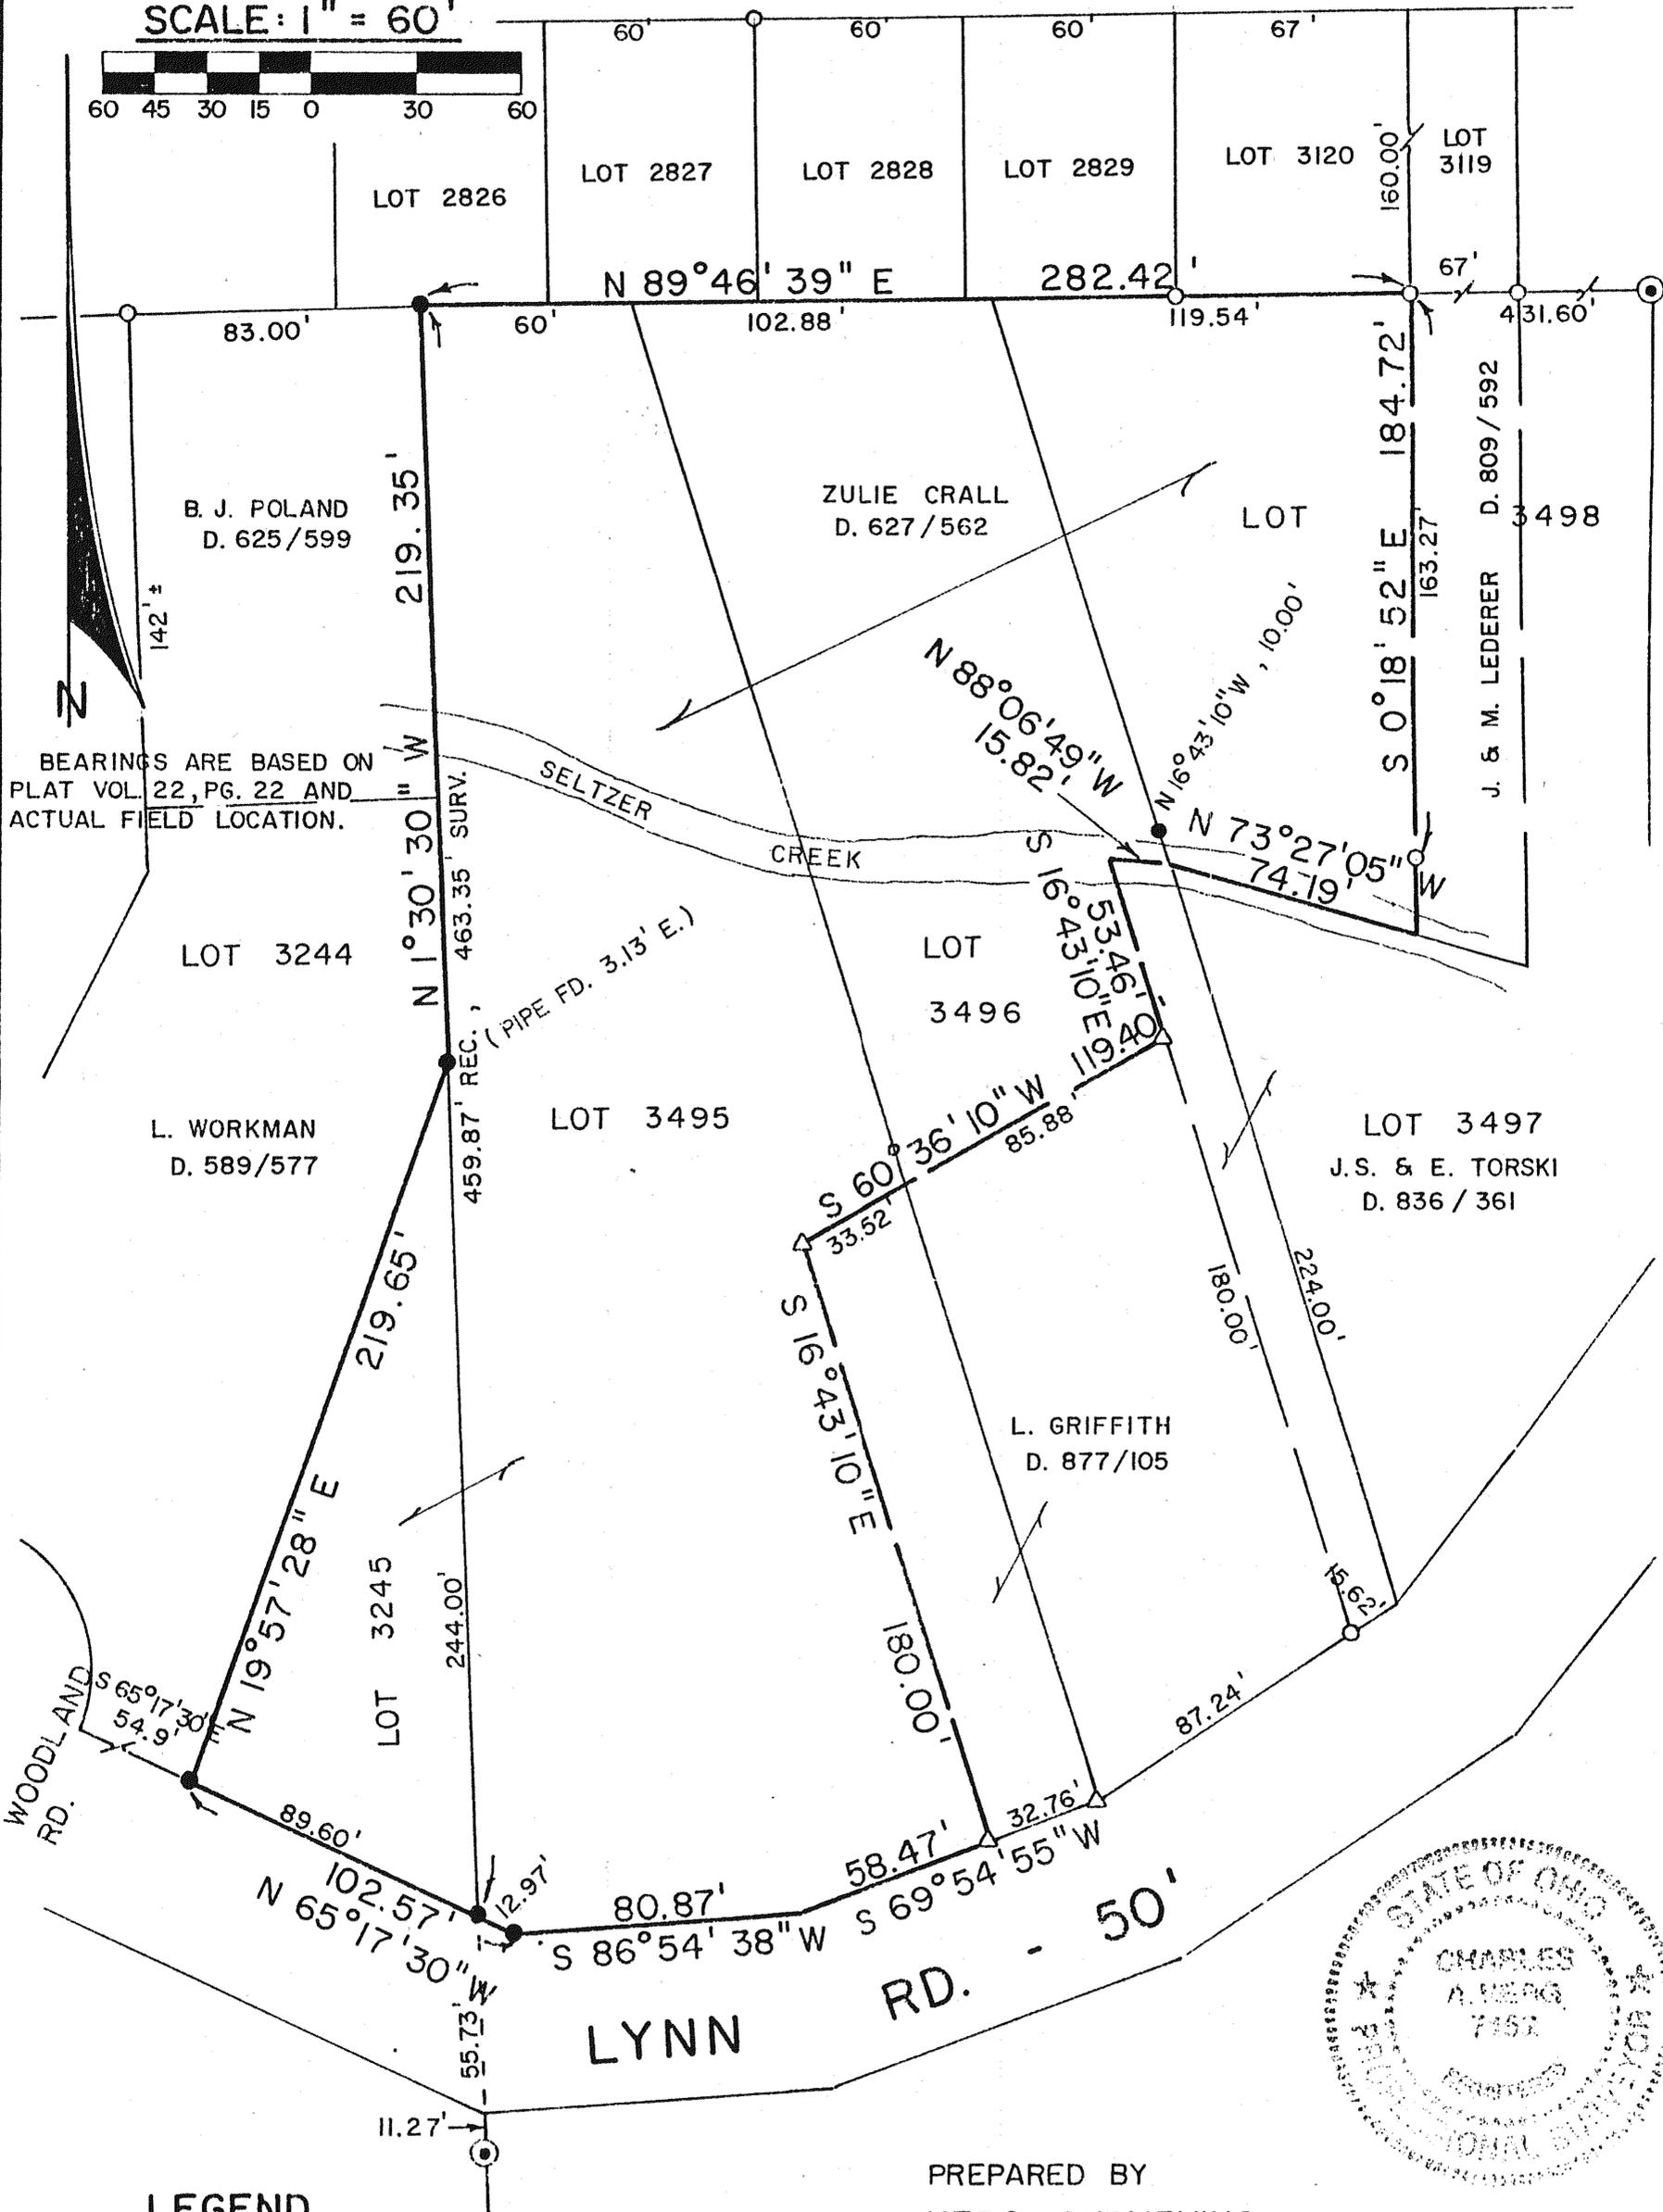 SCALE: 1" = 60'
60 45 30 15 0 30 60
60'
60'
60'
67'
LOT 2826
LOT 2827
LOT 2828
LOT 2829
LOT 3120
160.00'
LOT
3119
N 89°46'39" E 282.42'
67'
83.00'
60'
102.88'
119.54'
431.60'
B. J. POLAND
D. 625/599
142' ±
219.35'
N 1°30'30" W
ZULIE CRALL
D. 627/562
LOT 3498
S 0°18'52" E 184.72'
163.27'
J. & M. LEDERER D. 809/592
N
BEARINGS ARE BASED ON
PLAT VOL. 22, PG. 22 AND
ACTUAL FIELD LOCATION.
SELTZER
CREEK
N 88°06'49" W
15.82'
N 16°43'10" W, 10.00'
N 73°27'05" W
74.19'
S 16°43'10" E
53.46'
459.87' REC., 463.35' SURV.
(PIPE FD. 3.13' E.)
LOT 3244
LOT
3496
L. WORKMAN
D. 589/577
LOT 3495
S 60°36'10" W 119.40'
85.88'
33.52'
LOT 3497
J.S. & E. TORSKI
D. 836/361
219.65'
N 19°57'28" E
S 16°43'10" E
180.00'
180.00'
224.00'
L. GRIFFITH
D. 877/105
LOT 3245
244.00'
15.62'
WOODLAND
RD.
S 65°17'30" E
54.9'
87.24'
32.76'
89.60'
102.57'
N 65°17'30" W
12.97'
80.87'
S 86°54'38" W
58.47'
S 69°54'55" W
LYNN RD. - 50'
55.73'
11.27'
STATE OF OHIO
CHARLES
REGISTERED
SURVEYOR
PREPARED BY
LEGEND